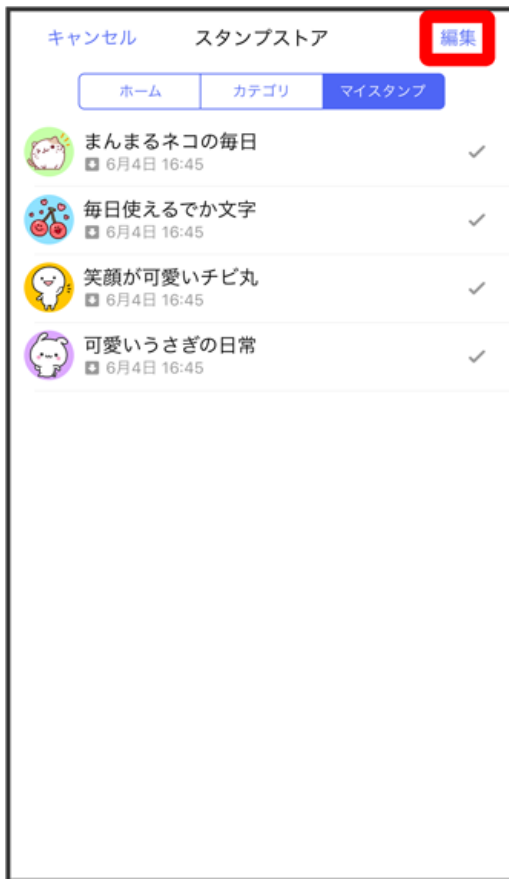 キャンセル スタンプストア 編集
ホーム カテゴリ マイスタンプ
まんまるネコの毎日
6月4日 16:45
毎日使えるでか文字
6月4日 16:45
笑顔が可愛いチビ丸
6月4日 16:45
可愛いうさぎの日常
6月4日 16:45